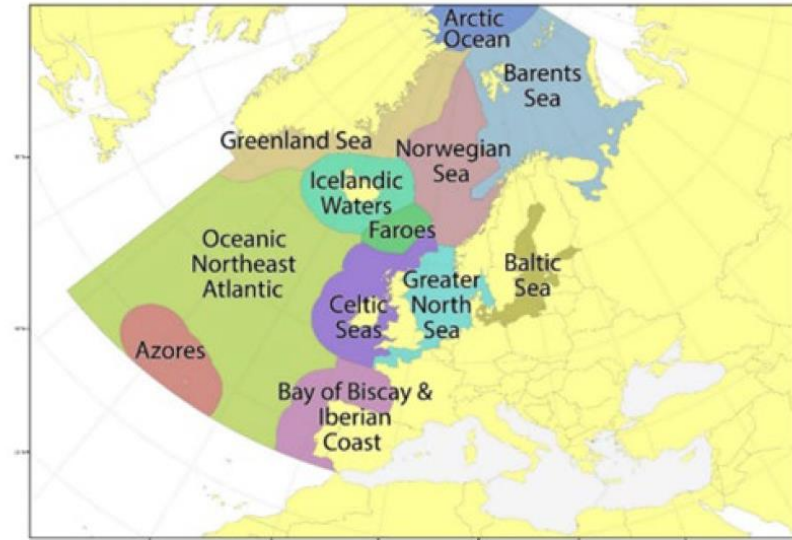 Arctic
Ocean
Barents
Sea
Greenland Sea
Norwegian
Sea
Icelandic
Waters
Faroes
Oceanic
Northeast
Atlantic
Greater
North
Sea
Baltic
Sea
Celtic
Seas
Azores
Bay of Biscay &
Iberian
Coast